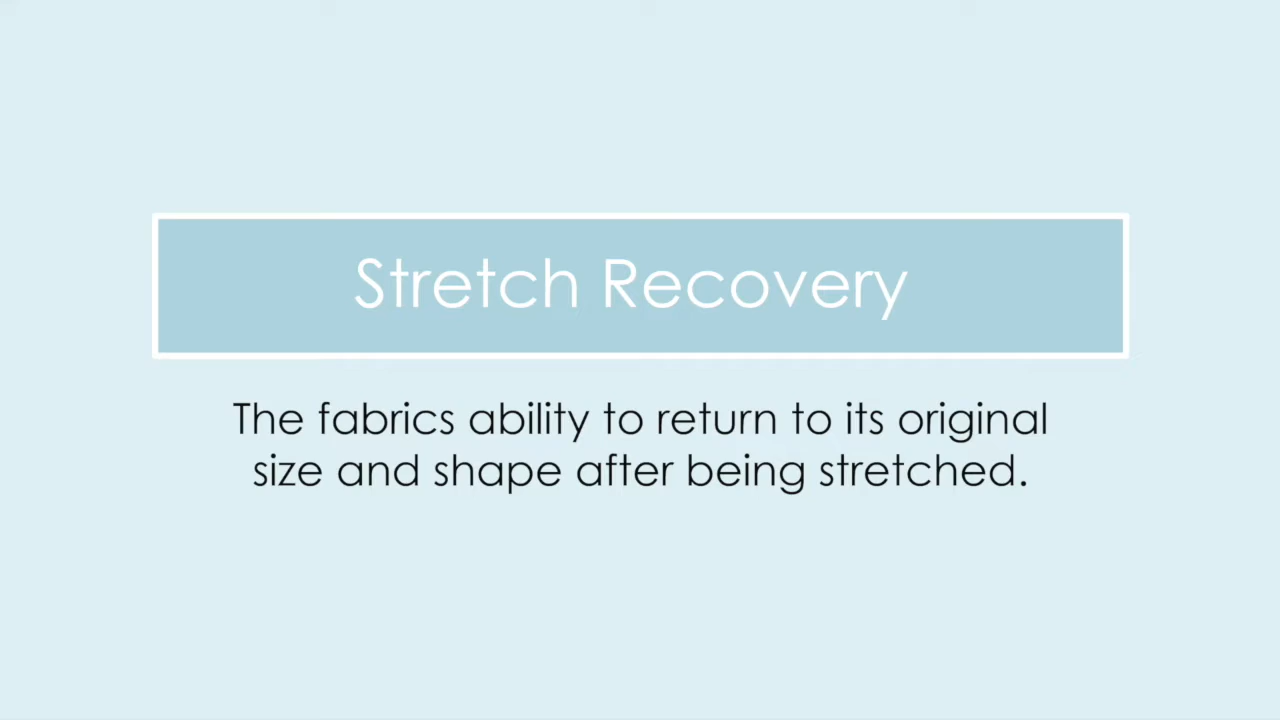 Stretch Recovery
The fabrics ability to return to its original
size and shape after being stretched.